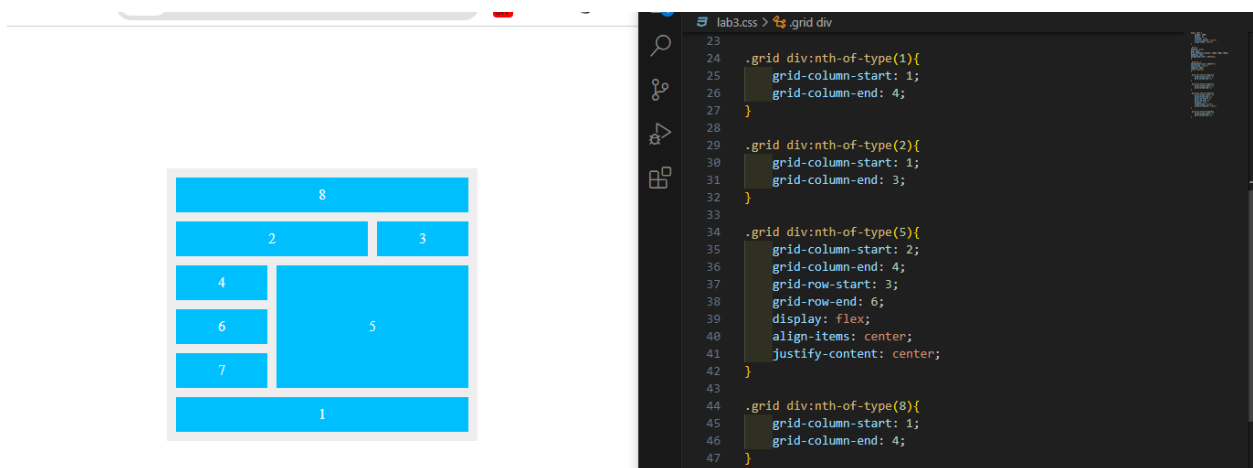 8
2 3
4
6 5
7
1
lab3.css > .grid div
23
24 .grid div:nth-of-type(1){
25 grid-column-start: 1;
26 grid-column-end: 4;
27 }
28
29 .grid div:nth-of-type(2){
30 grid-column-start: 1;
31 grid-column-end: 3;
32 }
33
34 .grid div:nth-of-type(5){
35 grid-column-start: 2;
36 grid-column-end: 4;
37 grid-row-start: 3;
38 grid-row-end: 6;
39 display: flex;
40 align-items: center;
41 justify-content: center;
42 }
43
44 .grid div:nth-of-type(8){
45 grid-column-start: 1;
46 grid-column-end: 4;
47 }